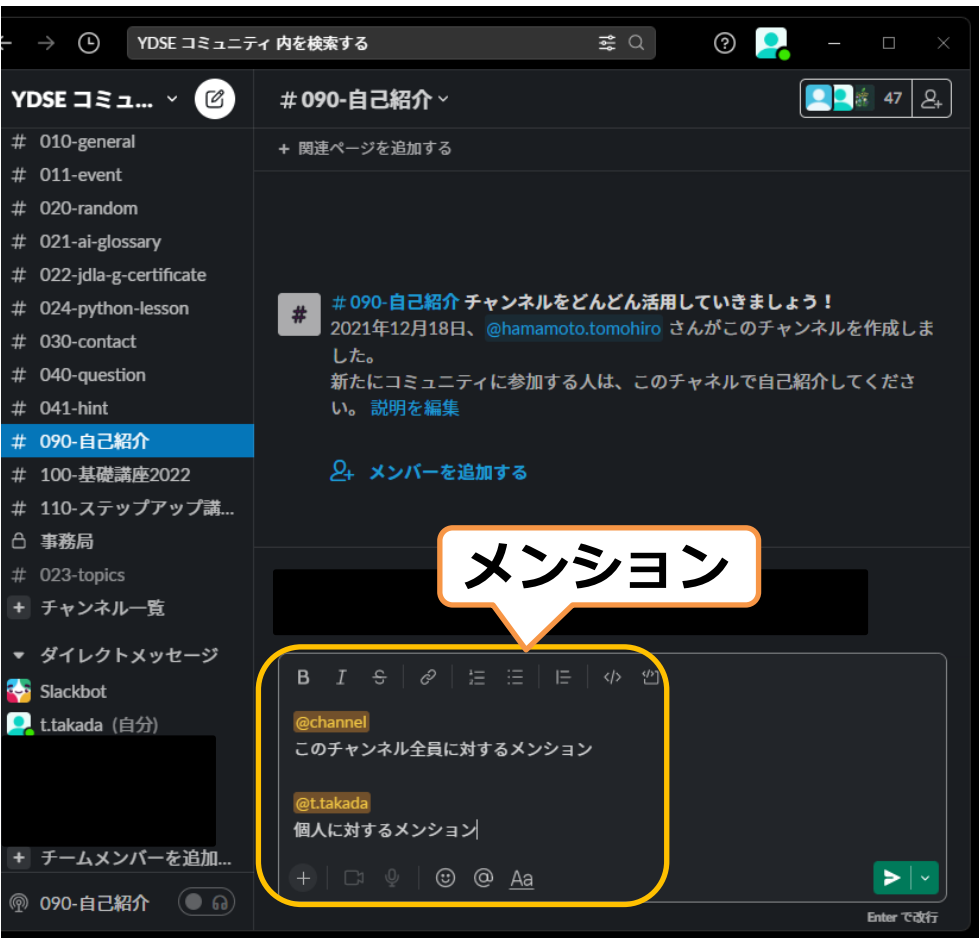 YDSE コミュニティ 内を検索する
YDSE コミュ...
# 010-general
# 011-event
# 020-random
# 021-ai-glossary
# 022-jdla-g-certificate
# 024-python-lesson
# 030-contact
# 040-question
# 041-hint
# 090-自己紹介
# 100-基礎講座2022
# 110-ステップアップ講...
事務局
# 023-topics
+ チャンネル一覧
ダイレクトメッセージ
Slackbot
t.takada (自分)
+ チームメンバーを追加...
090-自己紹介
# 090-自己紹介
47
+ 関連ページを追加する
#
# 090-自己紹介 チャンネルをどんどん活用していきましょう！
2021年12月18日、@hamamoto.tomohiro さんがこのチャンネルを作成しま
した。
新たにコミュニティに参加する人は、このチャネルで自己紹介してくださ
い。 説明を編集
メンバーを追加する
メンション
B I S
@channel
このチャンネル全員に対するメンション
@t.takada
個人に対するメンション
@ Aa
Enter で改行